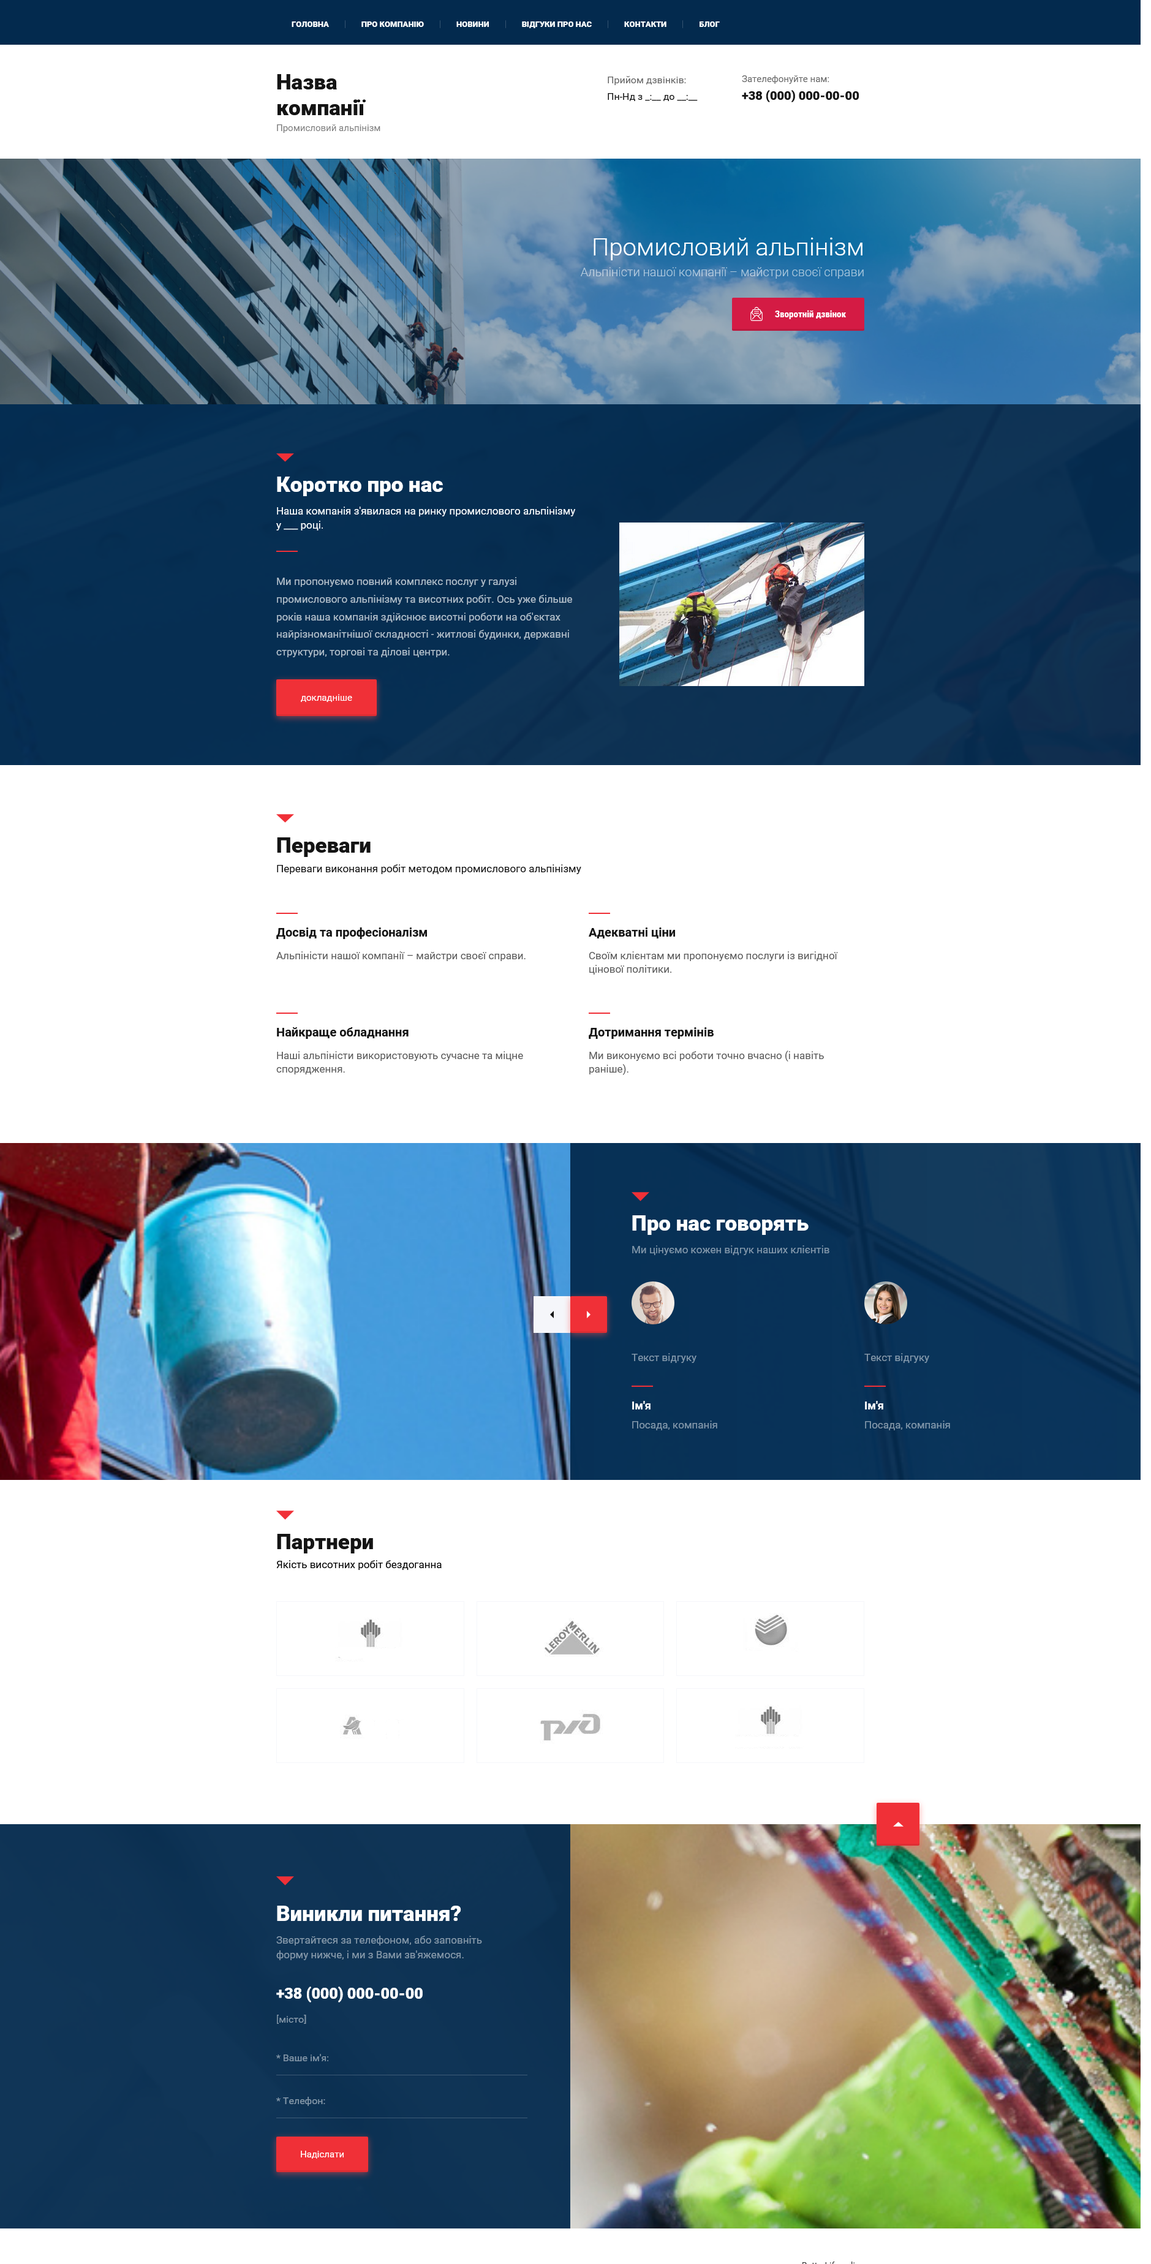 ГОЛОВНА
ПРО КОМПАНІЮ
НОВИНИ
ВІДГУКИ ПРО НАС
КОНТАКТИ
БЛОГ
Назва
компанії
Промисловий альпінізм
Прийом дзвінків:
Пн-Нд з _:__ до __:__
Зателефонуйте нам:
+38 (000) 000-00-00
Промисловий альпінізм
Альпіністи нашої компанії – майстри своєї справи
Зворотній дзвінок
Коротко про нас
Наша компанія з'явилася на ринку промислового альпінізму
у ___ році.
Ми пропонуємо повний комплекс послуг у галузі
промислового альпінізму та висотних робіт. Ось уже більше
років наша компанія здійснює висотні роботи на об'єктах
найрізноманітнішої складності - житлові будинки, державні
структури, торгові та ділові центри.
докладніше
Переваги
Переваги виконання робіт методом промислового альпінізму
Досвід та професіоналізм
Альпіністи нашої компанії – майстри своєї справи.
Адекватні ціни
Своїм клієнтам ми пропонуємо послуги із вигідної
цінової політики.
Найкраще обладнання
Наші альпіністи використовують сучасне та міцне
спорядження.
Дотримання термінів
Ми виконуємо всі роботи точно вчасно (і навіть
раніше).
Про нас говорять
Ми цінуємо кожен відгук наших клієнтів
Текст відгуку
Ім'я
Посада, компанія
Текст відгуку
Ім'я
Посада, компанія
Партнери
Якість висотних робіт бездоганна
LEROY MERLIN
Виникли питання?
Звертайтеся за телефоном, або заповніть
форму нижче, і ми з Вами зв'яжемося.
+38 (000) 000-00-00
[місто]
* Ваше ім'я:
* Телефон:
Надіслати